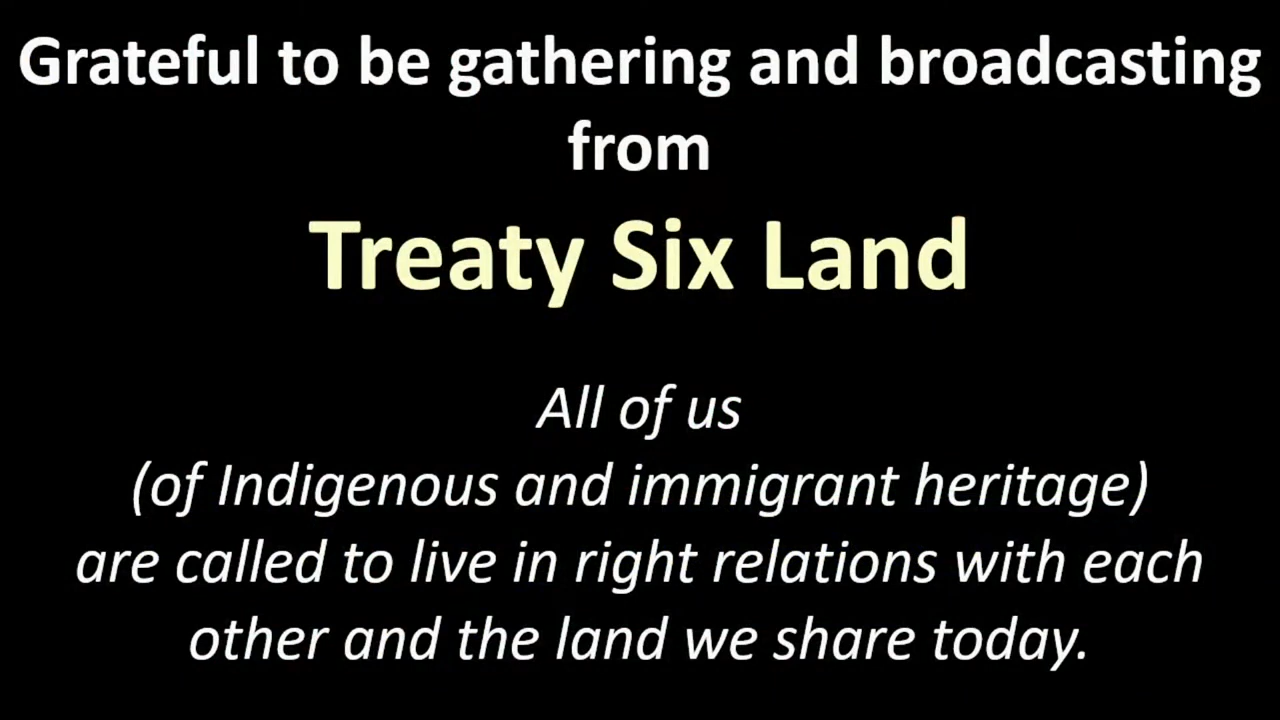 Grateful to be gathering and broadcasting
from
Treaty Six Land
All of us
(of Indigenous and immigrant heritage)
are called to live in right relations with each
other and the land we share today.